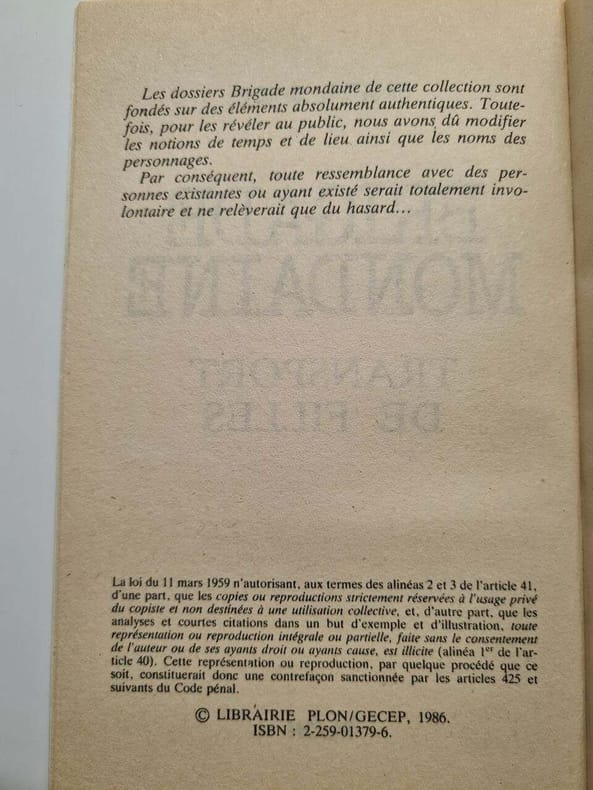 Les dossiers Brigade mondaine de cette collection sont
fondés sur des éléments absolument authentiques. Toute-
fois, pour les révéler au public, nous avons dû modifier
les notions de temps et de lieu ainsi que les noms des
personnages.
Par conséquent, toute ressemblance avec des per-
sonnes existantes ou ayant existé serait totalement invo-
lontaire et ne relèverait que du hasard...
BRIGADE
MONDAINE
TRANSPORT
DE FILLES
La loi du 11 mars 1959 n'autorisant, aux termes des alinéas 2 et 3 de l'article 41,
d'une part, que les copies ou reproductions strictement réservées à l'usage privé
du copiste et non destinées à une utilisation collective, et, d'autre part, que les
analyses et courtes citations dans un but d'exemple et d'illustration, toute
représentation ou reproduction intégrale ou partielle, faite sans le consentement
de l'auteur ou de ses ayants droit ou ayants cause, est illicite (alinéa 1er de l'ar-
ticle 40). Cette représentation ou reproduction, par quelque procédé que ce
soit, constituerait donc une contrefaçon sanctionnée par les articles 425 et
suivants du Code pénal.
© LIBRAIRIE PLON/GECEP, 1986.
ISBN : 2-259-01379-6.